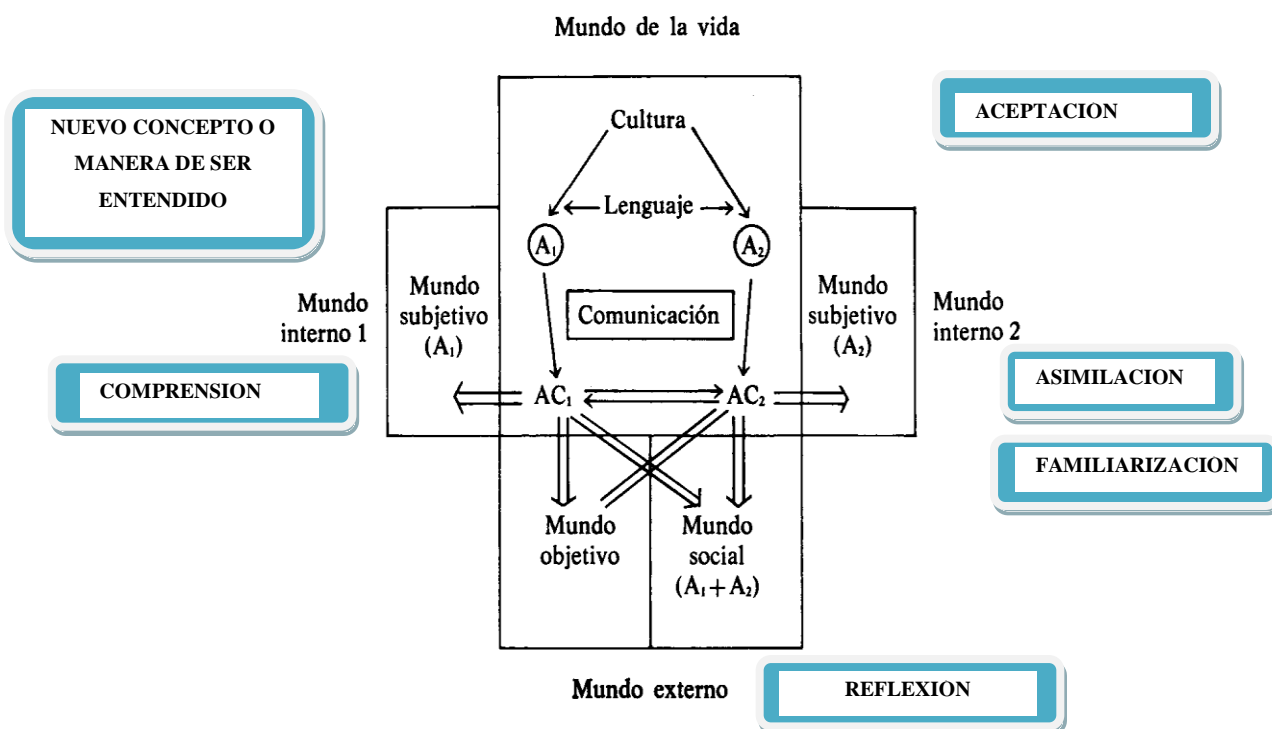 Mundo de la vida
NUEVO CONCEPTO O
MANERA DE SER
ENTENDIDO
ACEPTACION
Cultura
Lenguaje
A₁
A₂
Mundo
interno 1
Mundo
subjetivo
(A₁)
Comunicación
Mundo
subjetivo
(A₂)
Mundo
interno 2
COMPRENSION
AC₁
AC₂
ASIMILACION
FAMILIARIZACION
Mundo
objetivo
Mundo
social
(A₁+A₂)
Mundo externo
REFLEXION